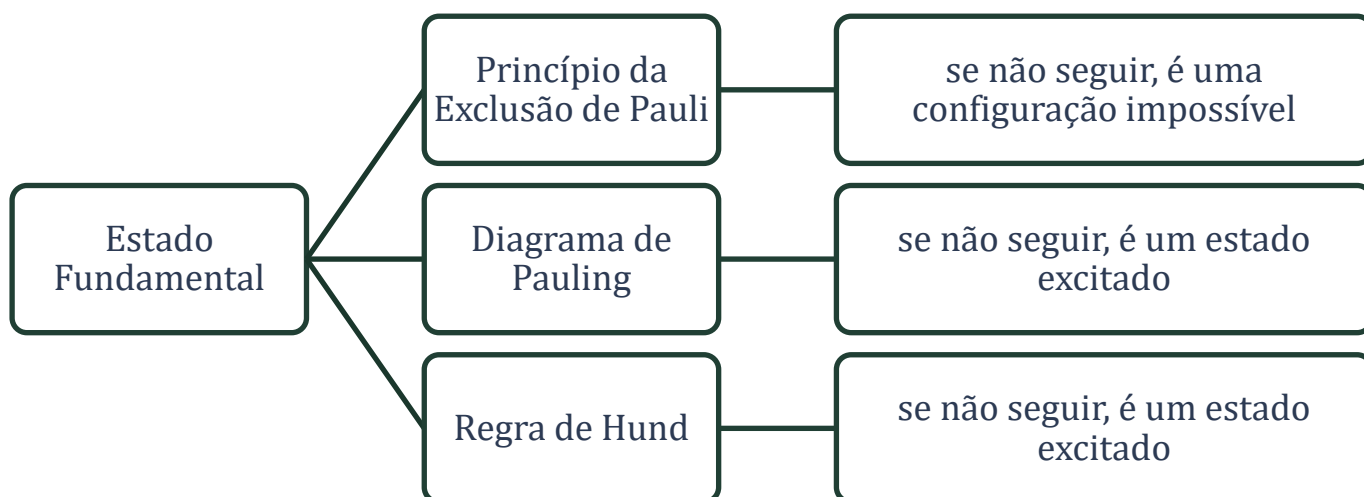 Estado
Fundamental
Princípio da
Exclusão de Pauli
se não seguir, é uma
configuração impossível
Diagrama de
Pauling
se não seguir, é um estado
excitado
Regra de Hund
se não seguir, é um estado
excitado